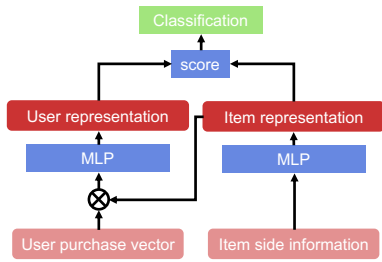 Classification
score
User representation
Item representation
MLP
MLP
User purchase vector
Item side information